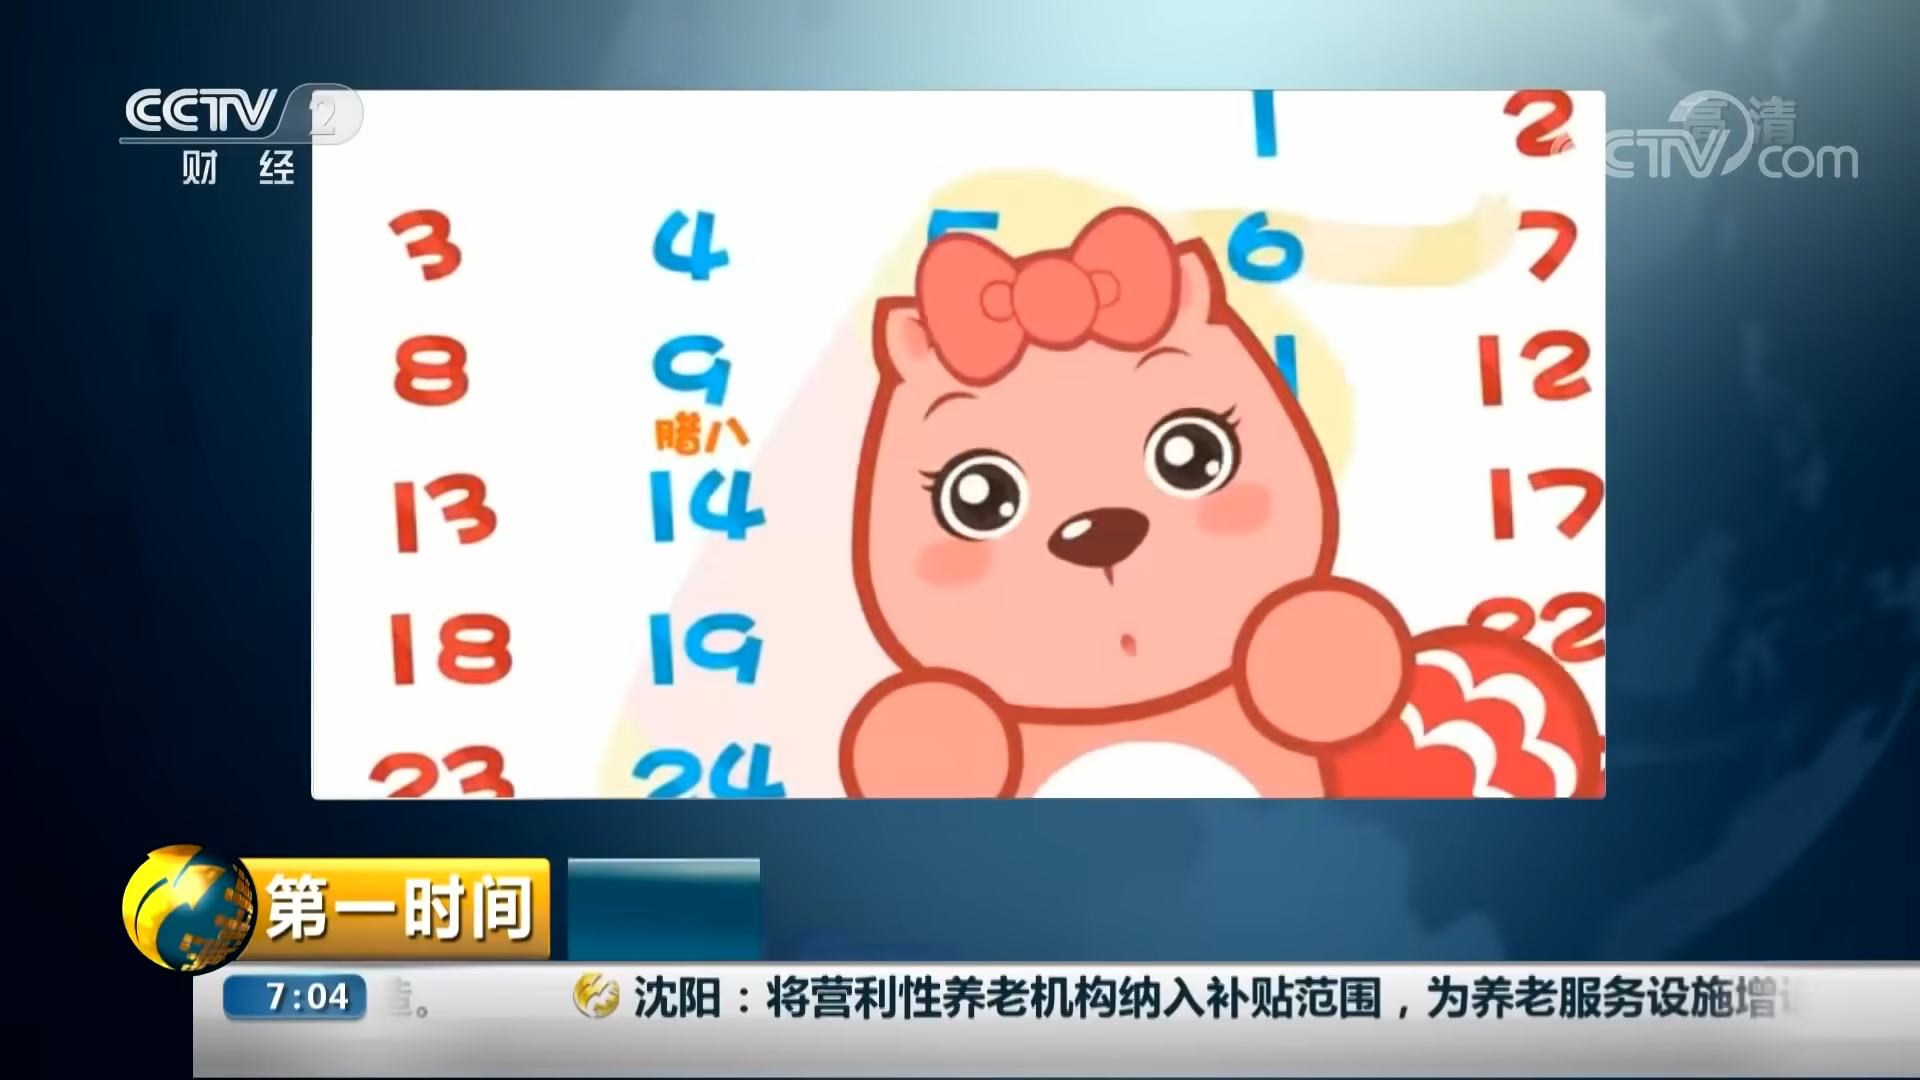 CCTV 2
财 经
高清
CCTV.com
1 2
3 4 5 6 7
8 9 12
腊八
13 14 17
18 19 22
23 24
第一时间
7:04 。 沈阳：将营利性养老机构纳入补贴范围，为养老服务设施增